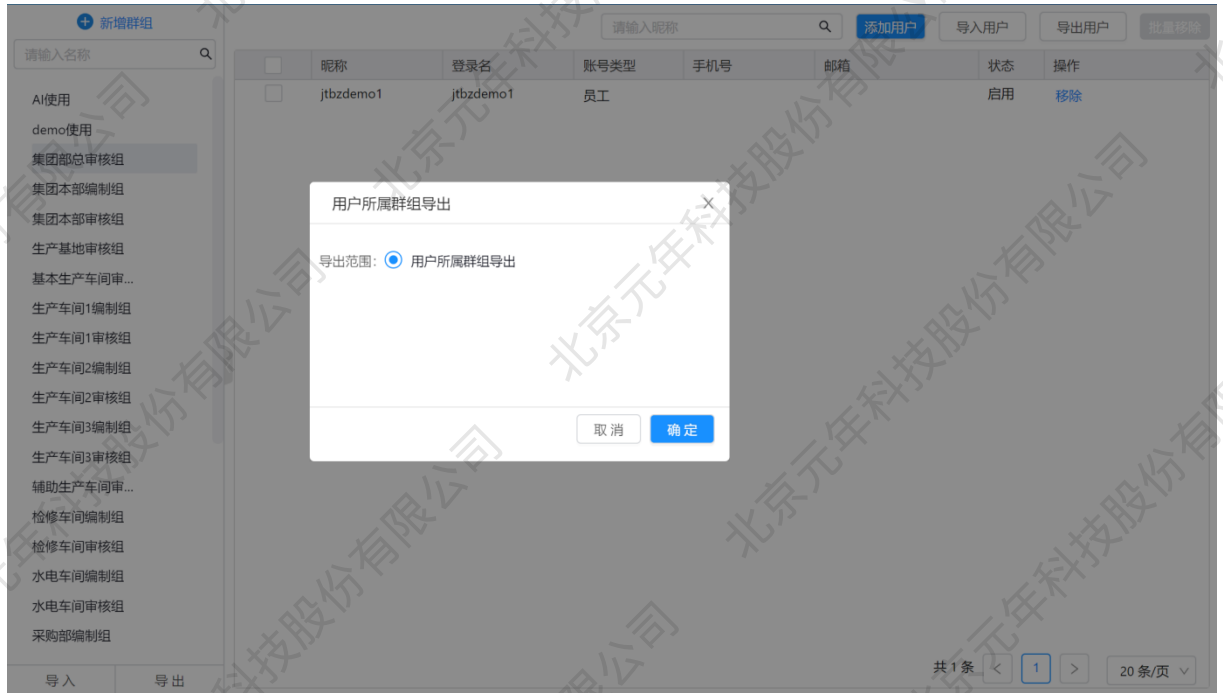 新增群组
请输入名称
AI使用
demo使用
集团部总审核组
集团本部编制组
集团本部审核组
生产基地审核组
基本生产车间审...
生产车间1编制组
生产车间1审核组
生产车间2编制组
生产车间2审核组
生产车间3编制组
生产车间3审核组
辅助生产车间审...
检修车间编制组
检修车间审核组
水电车间编制组
水电车间审核组
采购部编制组
导入 导出
请输入昵称 添加用户 导入用户 导出用户 批量移除
昵称 登录名 账号类型 手机号 邮箱 状态 操作
jtbzdemo1 jtbzdemo1 员工 启用 移除
用户所属群组导出
导出范围: 用户所属群组导出
取消 确定
共1条 < 1 > 20条/页
北京元年科技股份有限公司